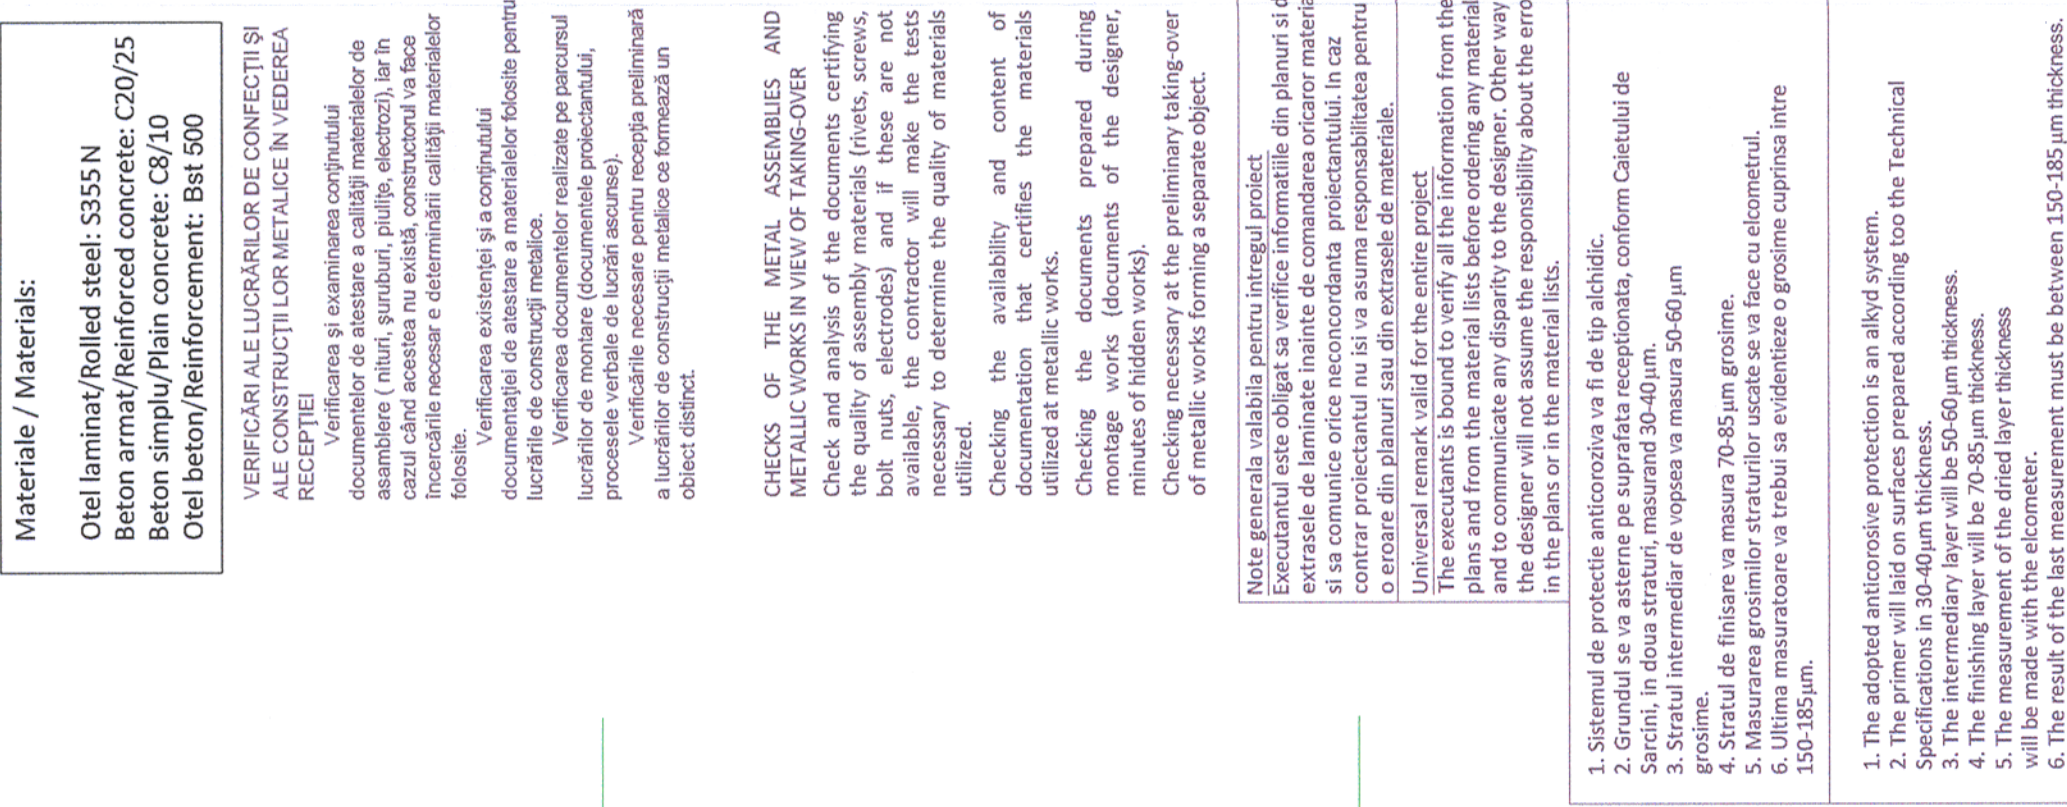 Materiale / Materials:
Otel laminat/Rolled steel: S355 N
Beton armat/Reinforced concrete: C20/25
Beton simplu/Plain concrete: C8/10
Otel beton/Reinforcement: Bst 500
VERIFICĂRI ALE LUCRĂRILOR DE CONFECŢII ŞI
ALE CONSTRUCŢII LOR METALICE ÎN VEDEREA
RECEPŢIEI
Verificarea şi examinarea conţinutului
documentelor de atestare a calităţii materialelor de
asamblere ( nituri, şuruburi, piuliţe, electrozi), iar în
cazul când acestea nu există, constructorul va face
încercările necesar e determinării calităţii materialelor
folosite.
Verificarea existenţei şi a conţinutului
documentaţiei de atestare a materialelor folosite pentru
lucrările de construcţii metalice.
Verificarea documentelor realizate pe parcursul
lucrărilor de montare (documentele proiectantului,
procesele verbale de lucrări ascunse).
Verificările necesare pentru recepţia preliminară
a lucrărilor de construcţii metalice ce formează un
obiect distinct.
CHECKS OF THE METAL ASSEMBLIES AND
METALLIC WORKS IN VIEW OF TAKING-OVER
Check and analysis of the documents certifying
the quality of assembly materials (rivets, screws,
bolt nuts, electrodes) and if these are not
available, the contractor will make the tests
necessary to determine the quality of materials
utilized.
Checking the availability and content of
documentation that certifies the materials
utilized at metallic works.
Checking the documents prepared during
montage works (documents of the designer,
minutes of hidden works).
Checking necessary at the preliminary taking-over
of metallic works forming a separate object.
Note generala valabila pentru intregul proiect
Executantul este obligat sa verifice informatiile din planuri si
extrasele de laminate inainte de comandarea oricaror
si sa comunice orice neconcordanta proiectantului. In caz
contrar proiectantul nu isi va asuma responsabilitatea pentru
o eroare din planuri sau din extrasele de materiale.
Universal remark valid for the entire project
The executants is bound to verify all the information from the
plans and from the material lists before ordering any material
and to communicate any disparity to the designer. Other way
the designer will not assume the responsibility about the
in the plans or in the material lists.
1. Sistemul de protectie anticoroziva va fi de tip alchidic.
2. Grundul se va asterne pe suprafata receptionata, conform Caietului de
Sarcini, in doua straturi, masurand 30-40µm.
3. Stratul intermediar de vopsea va masura 50-60µm
grosime.
4. Stratul de finisare va masura 70-85µm grosime.
5. Masurarea grosimilor straturilor uscate se va face cu elcometrul.
6. Ultima masuratoare va trebui sa evidentieze o grosime cuprinsa intre
150-185µm.
1. The adopted anticorosive protection is an alkyd system.
2. The primer will laid on surfaces prepared according too the Technical
Specifications in 30-40µm thickness.
3. The intermediary layer will be 50-60µm thickness.
4. The finishing layer will be 70-85µm thickness.
5. The measurement of the dried layer thickness
will be made with the elcometer.
6. The result of the last measurement must be between 150-185µm thickness.